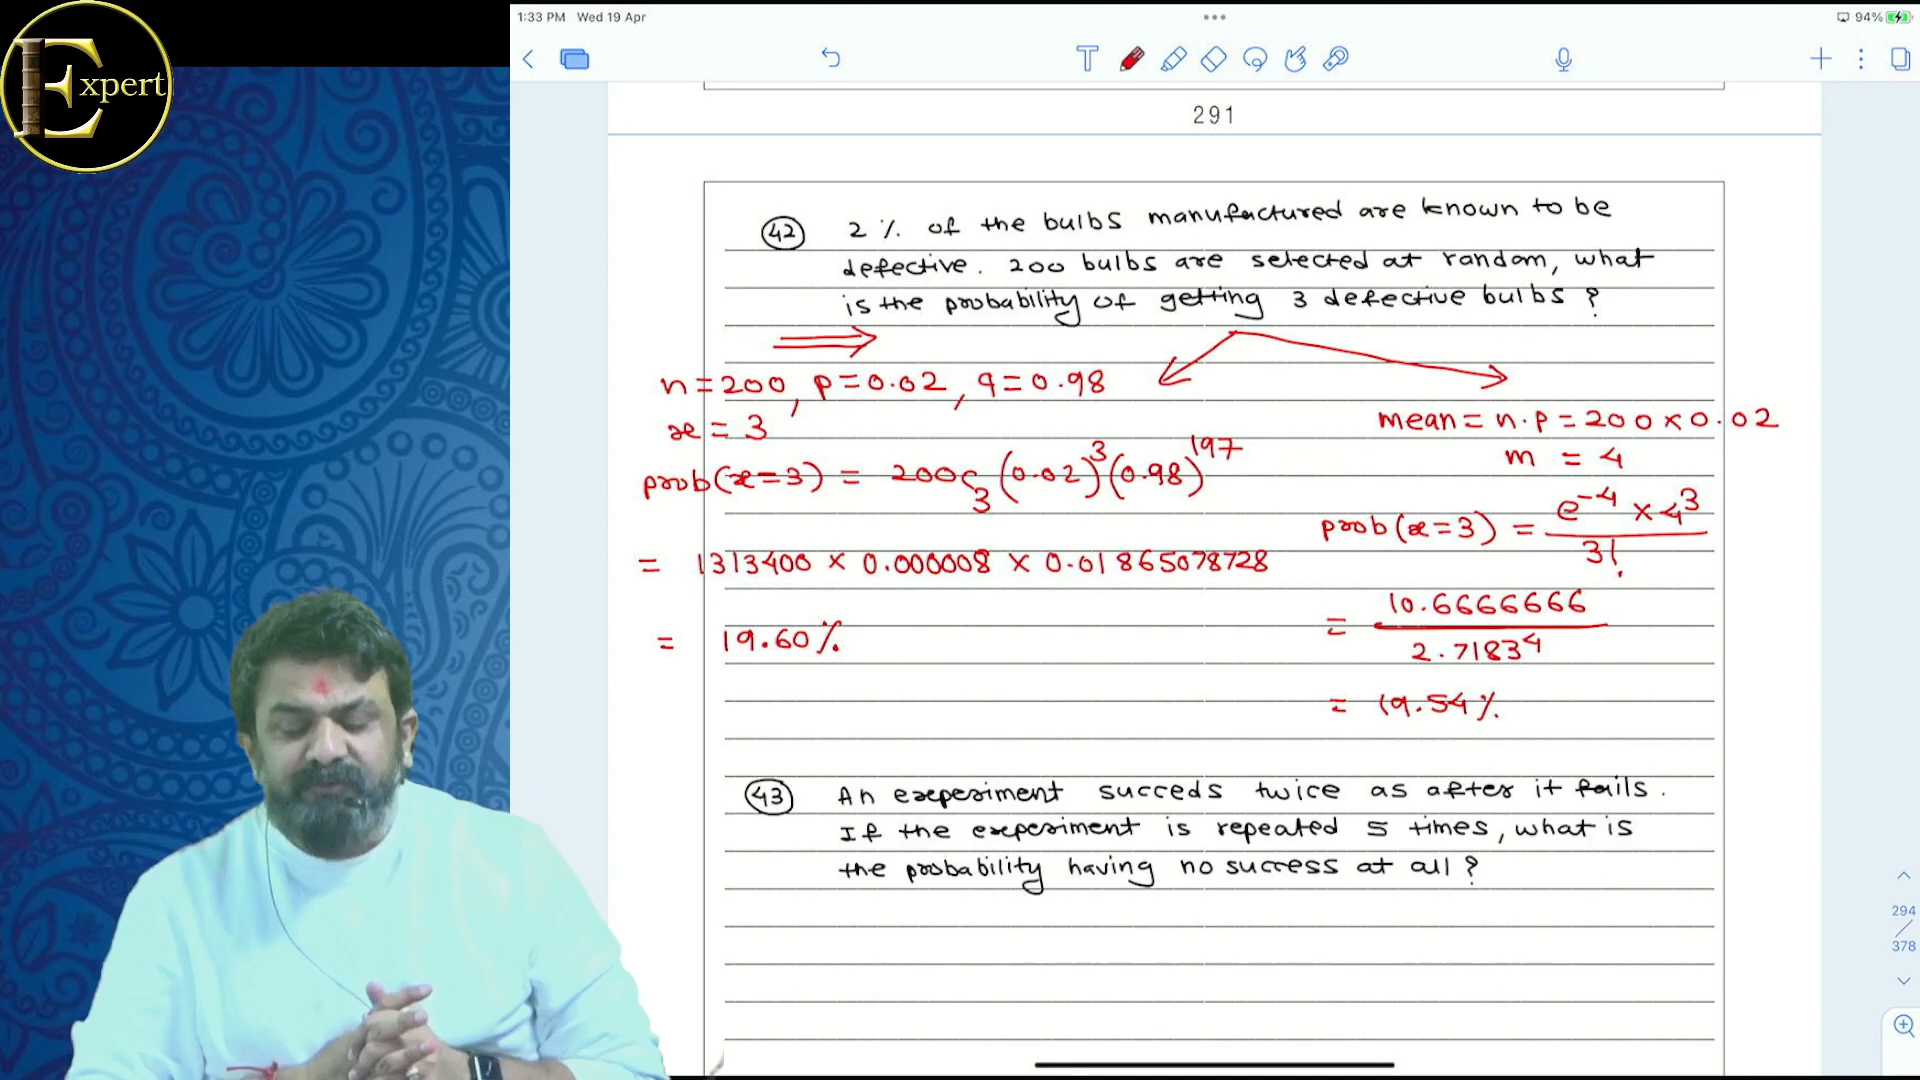 Expert
1:33 PM Wed 19 Apr
94%
291
42 2 % of the bulbs manufactured are known to be
defective. 200 bulbs are selected at random, what
is the probability of getting 3 defective bulbs ?
n = 200, p = 0.02, q = 0.98
x = 3
prob(x=3) = 200C3 (0.02)^3 (0.98)^197
= 1313400 × 0.000008 × 0.01865078728
= 19.60%
mean = n.p = 200 × 0.02
m = 4
prob(x=3) = e^-4 × 4^3
3!
= 10.6666666
2.7183^4
= 19.54%
43 An experiment succeds twice as after it fails.
If the experiment is repeated 5 times, what is
the probability having no success at all ?
294
378